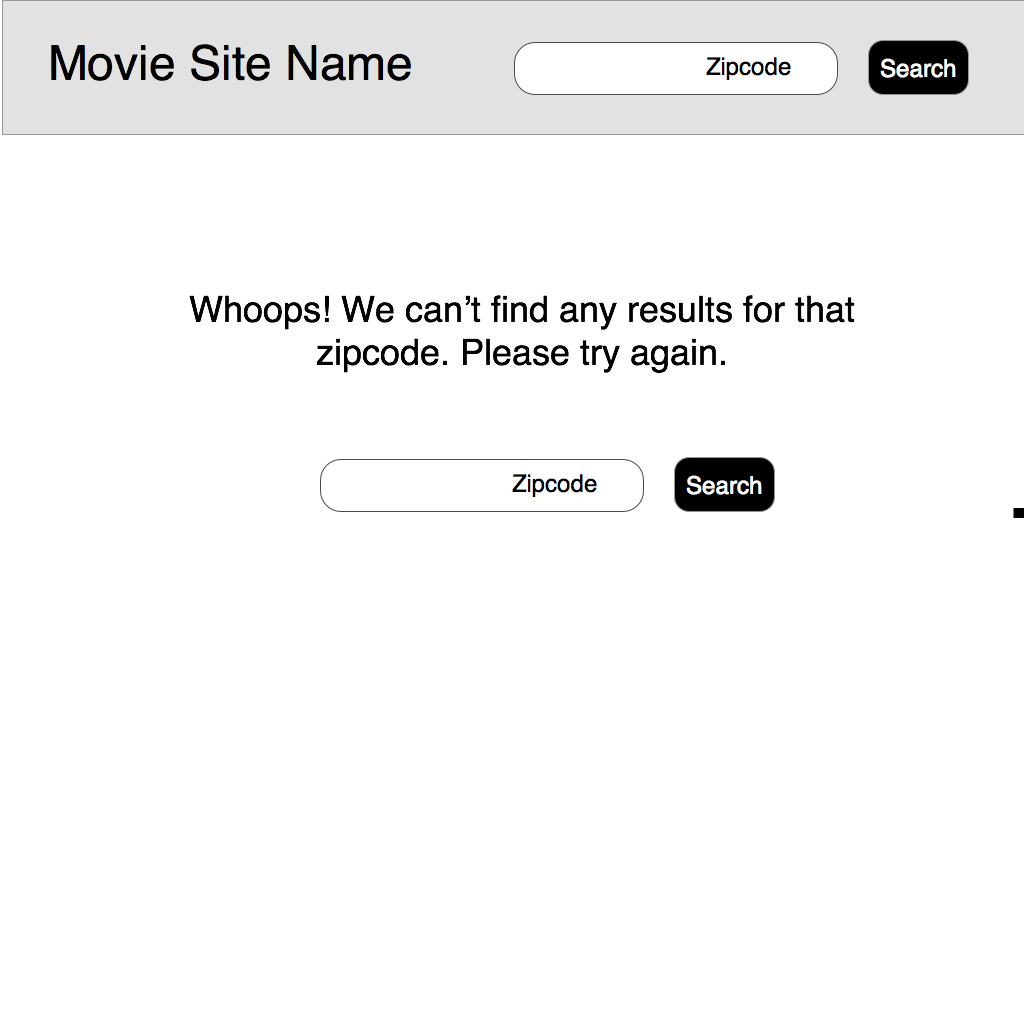 Movie Site Name
Zipcode
Search
Whoops! We can’t find any results for that
zipcode. Please try again.
Zipcode
Search